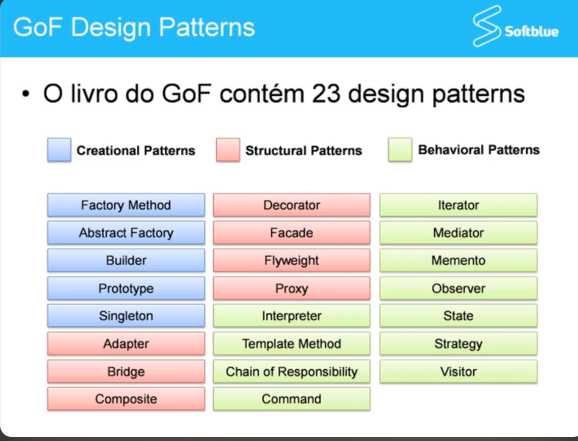 GoF Design Patterns
Softblue
• O livro do GoF contém 23 design patterns
Creational Patterns
Structural Patterns
Behavioral Patterns
Factory Method
Decorator
Iterator
Abstract Factory
Facade
Mediator
Builder
Flyweight
Memento
Prototype
Proxy
Observer
Singleton
Interpreter
State
Adapter
Template Method
Strategy
Bridge
Chain of Responsibility
Visitor
Composite
Command